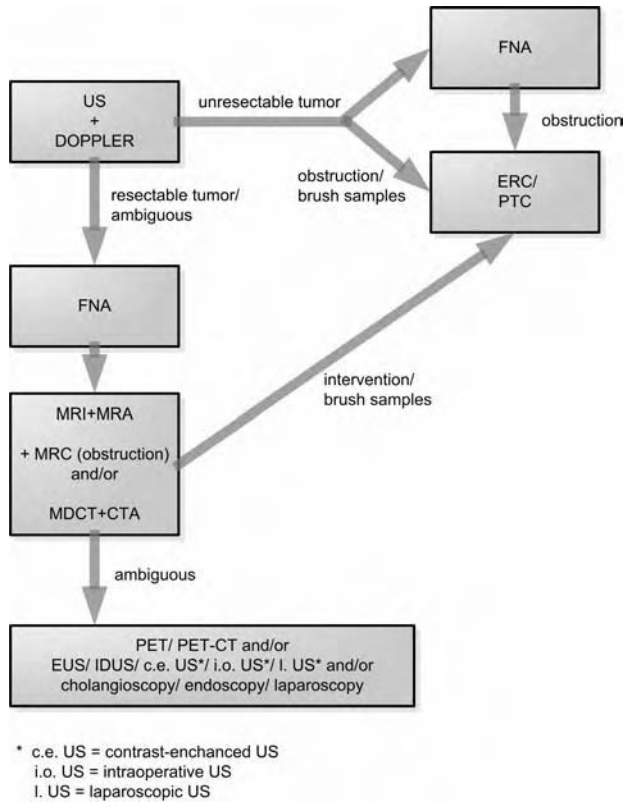 FNA
US
+
DOPPLER
unresectable tumor
obstruction
obstruction/
brush samples
ERC/
PTC
resectable tumor/
ambiguous
FNA
intervention/
brush samples
MRI+MRA
+ MRC (obstruction)
and/or
MDCT+CTA
ambiguous
PET/ PET-CT and/or
EUS/ IDUS/ c.e. US*/ i.o. US*/ l. US* and/or
cholangioscopy/ endoscopy/ laparoscopy
* c.e. US = contrast-enchanced US
i.o. US = intraoperative US
l. US = laparoscopic US